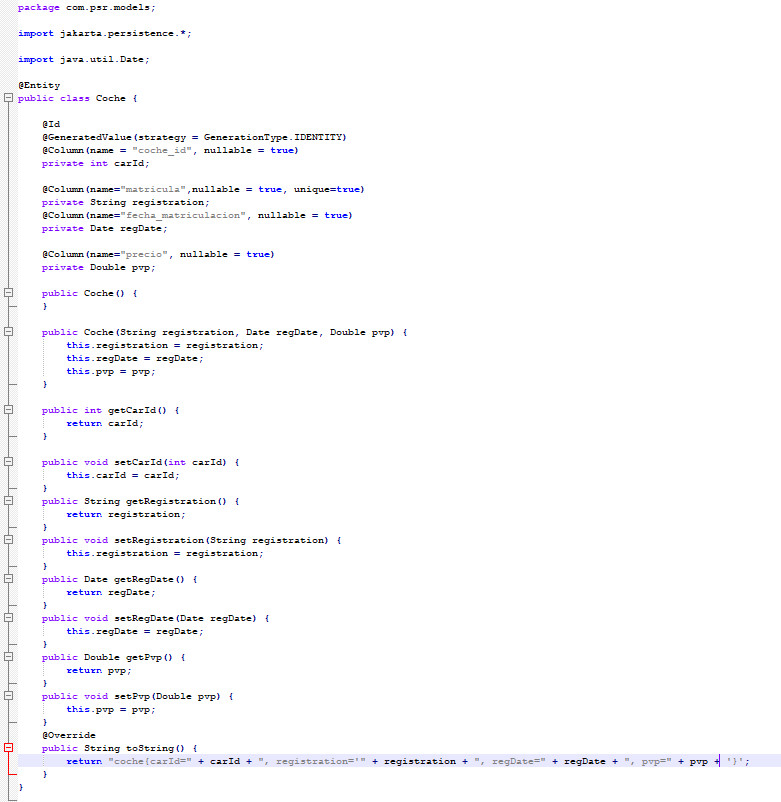 package com.psr.models;
import jakarta.persistence.*;
import java.util.Date;
@Entity
public class Coche {
@Id
@GeneratedValue(strategy = GenerationType.IDENTITY)
@Column(name = "coche_id", nullable = true)
private int carId;
@Column(name="matricula",nullable = true, unique=true)
private String registration;
@Column(name="fecha_matriculacion", nullable = true)
private Date regDate;
@Column(name="precio", nullable = true)
private Double pvp;
public Coche() {
}
public Coche(String registration, Date regDate, Double pvp) {
this.registration = registration;
this.regDate = regDate;
this.pvp = pvp;
}
public int getCarId() {
return carId;
}
public void setCarId(int carId) {
this.carId = carId;
}
public String getRegistration() {
return registration;
}
public void setRegistration(String registration) {
this.registration = registration;
}
public Date getRegDate() {
return regDate;
}
public void setRegDate(Date regDate) {
this.regDate = regDate;
}
public Double getPvp() {
return pvp;
}
public void setPvp(Double pvp) {
this.pvp = pvp;
}
@Override
public String toString() {
return "coche{carId=" + carId + ", registration='" + registration + ", regDate=" + regDate + ", pvp=" + pvp + '}';
}
}